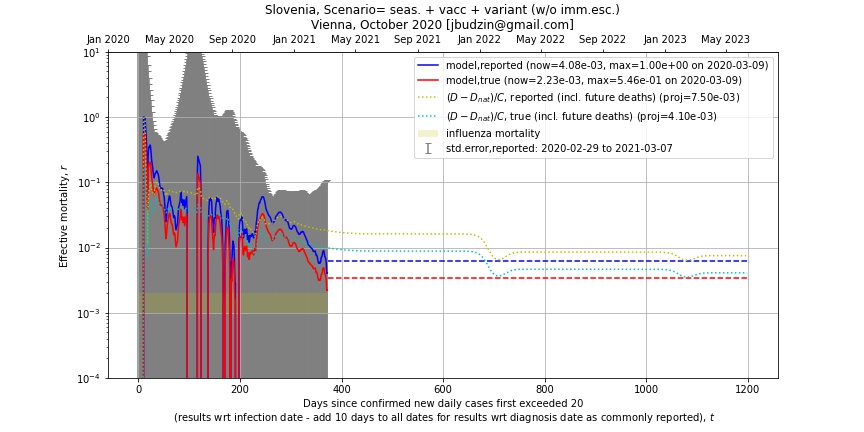 Slovenia, Scenario= seas. + vacc + variant (w/o imm.esc.)
Vienna, October 2020 [jbudzin@gmail.com]
Jan 2020 May 2020 Sep 2020 Jan 2021 May 2021 Sep 2021 Jan 2022 May 2022 Sep 2022 Jan 2023 May 2023
model,reported (now=4.08e-03, max=1.00e+00 on 2020-03-09)
model,true (now=2.23e-03, max=5.46e-01 on 2020-03-09)
(D − Dnat)/C, reported (incl. future deaths) (proj=7.50e-03)
(D − Dnat)/C, true (incl. future deaths) (proj=4.10e-03)
influenza mortality
std.error,reported: 2020-02-29 to 2021-03-07
Effective mortality, r
10¹
10⁰
10⁻¹
10⁻²
10⁻³
10⁻⁴
0 200 400 600 800 1000 1200
Days since confirmed new daily cases first exceeded 20
(results wrt infection date - add 10 days to all dates for results wrt diagnosis date as commonly reported), t